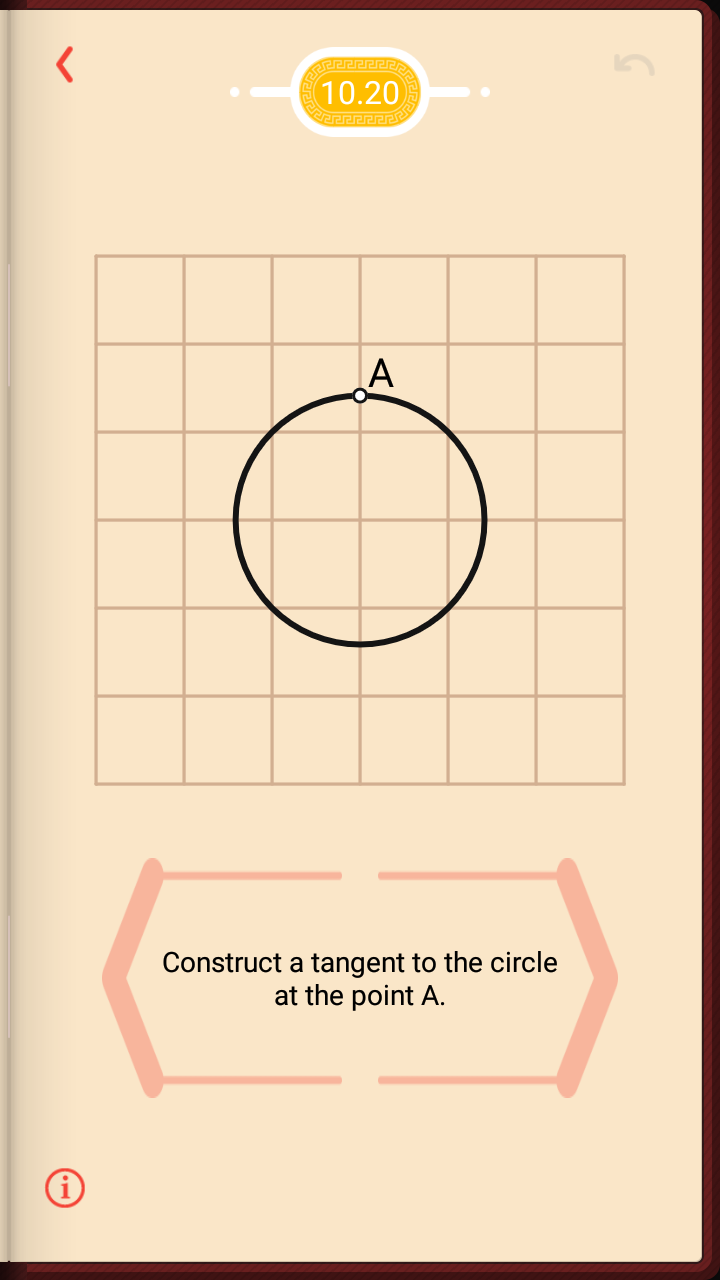 10.20
A
Construct a tangent to the circle
at the point A.
i